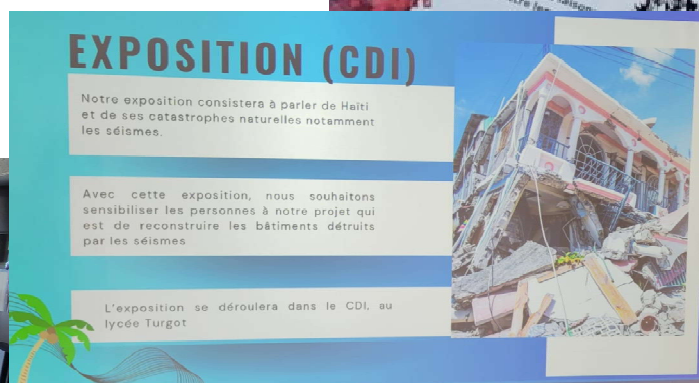 EXPOSITION (CDI)
Notre exposition consistera à parler de Haïti
et de ses catastrophes naturelles notamment
les séismes.
Avec cette exposition, nous souhaitons
sensibiliser les personnes à notre projet qui
est de reconstruire les bâtiments détruits
par les séismes
L'exposition se déroulera dans le CDI, au
lycée Turgot